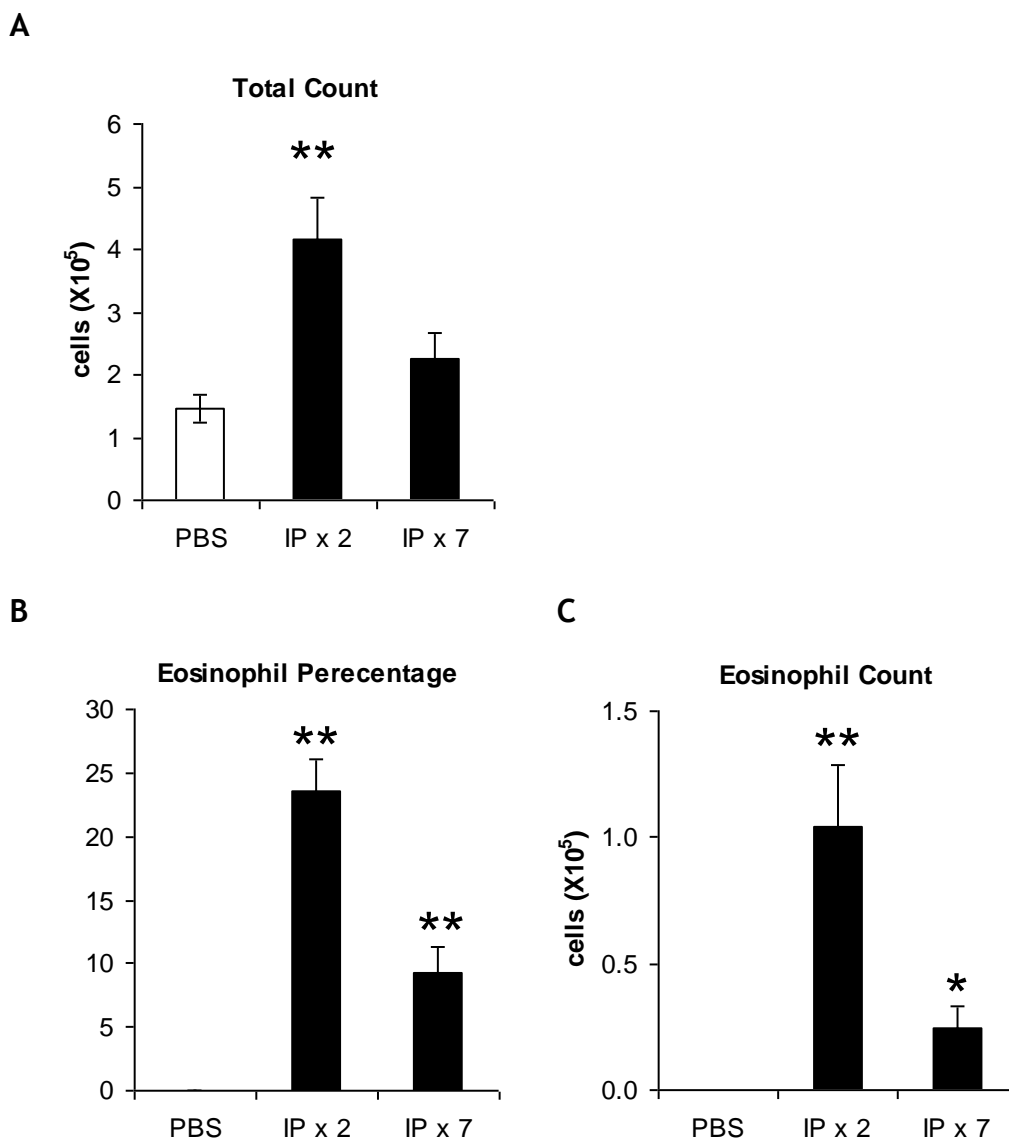 A
Total Count
cells (X10⁵)
6
5
4
3
2
1
0
**
PBS IP x 2 IP x 7
B
Eosinophil Perecentage
30
25
20
15
10
5
0
**
**
PBS IP x 2 IP x 7
C
Eosinophil Count
cells (X10⁵)
1.5
1.0
0.5
0.0
**
*
PBS IP x 2 IP x 7